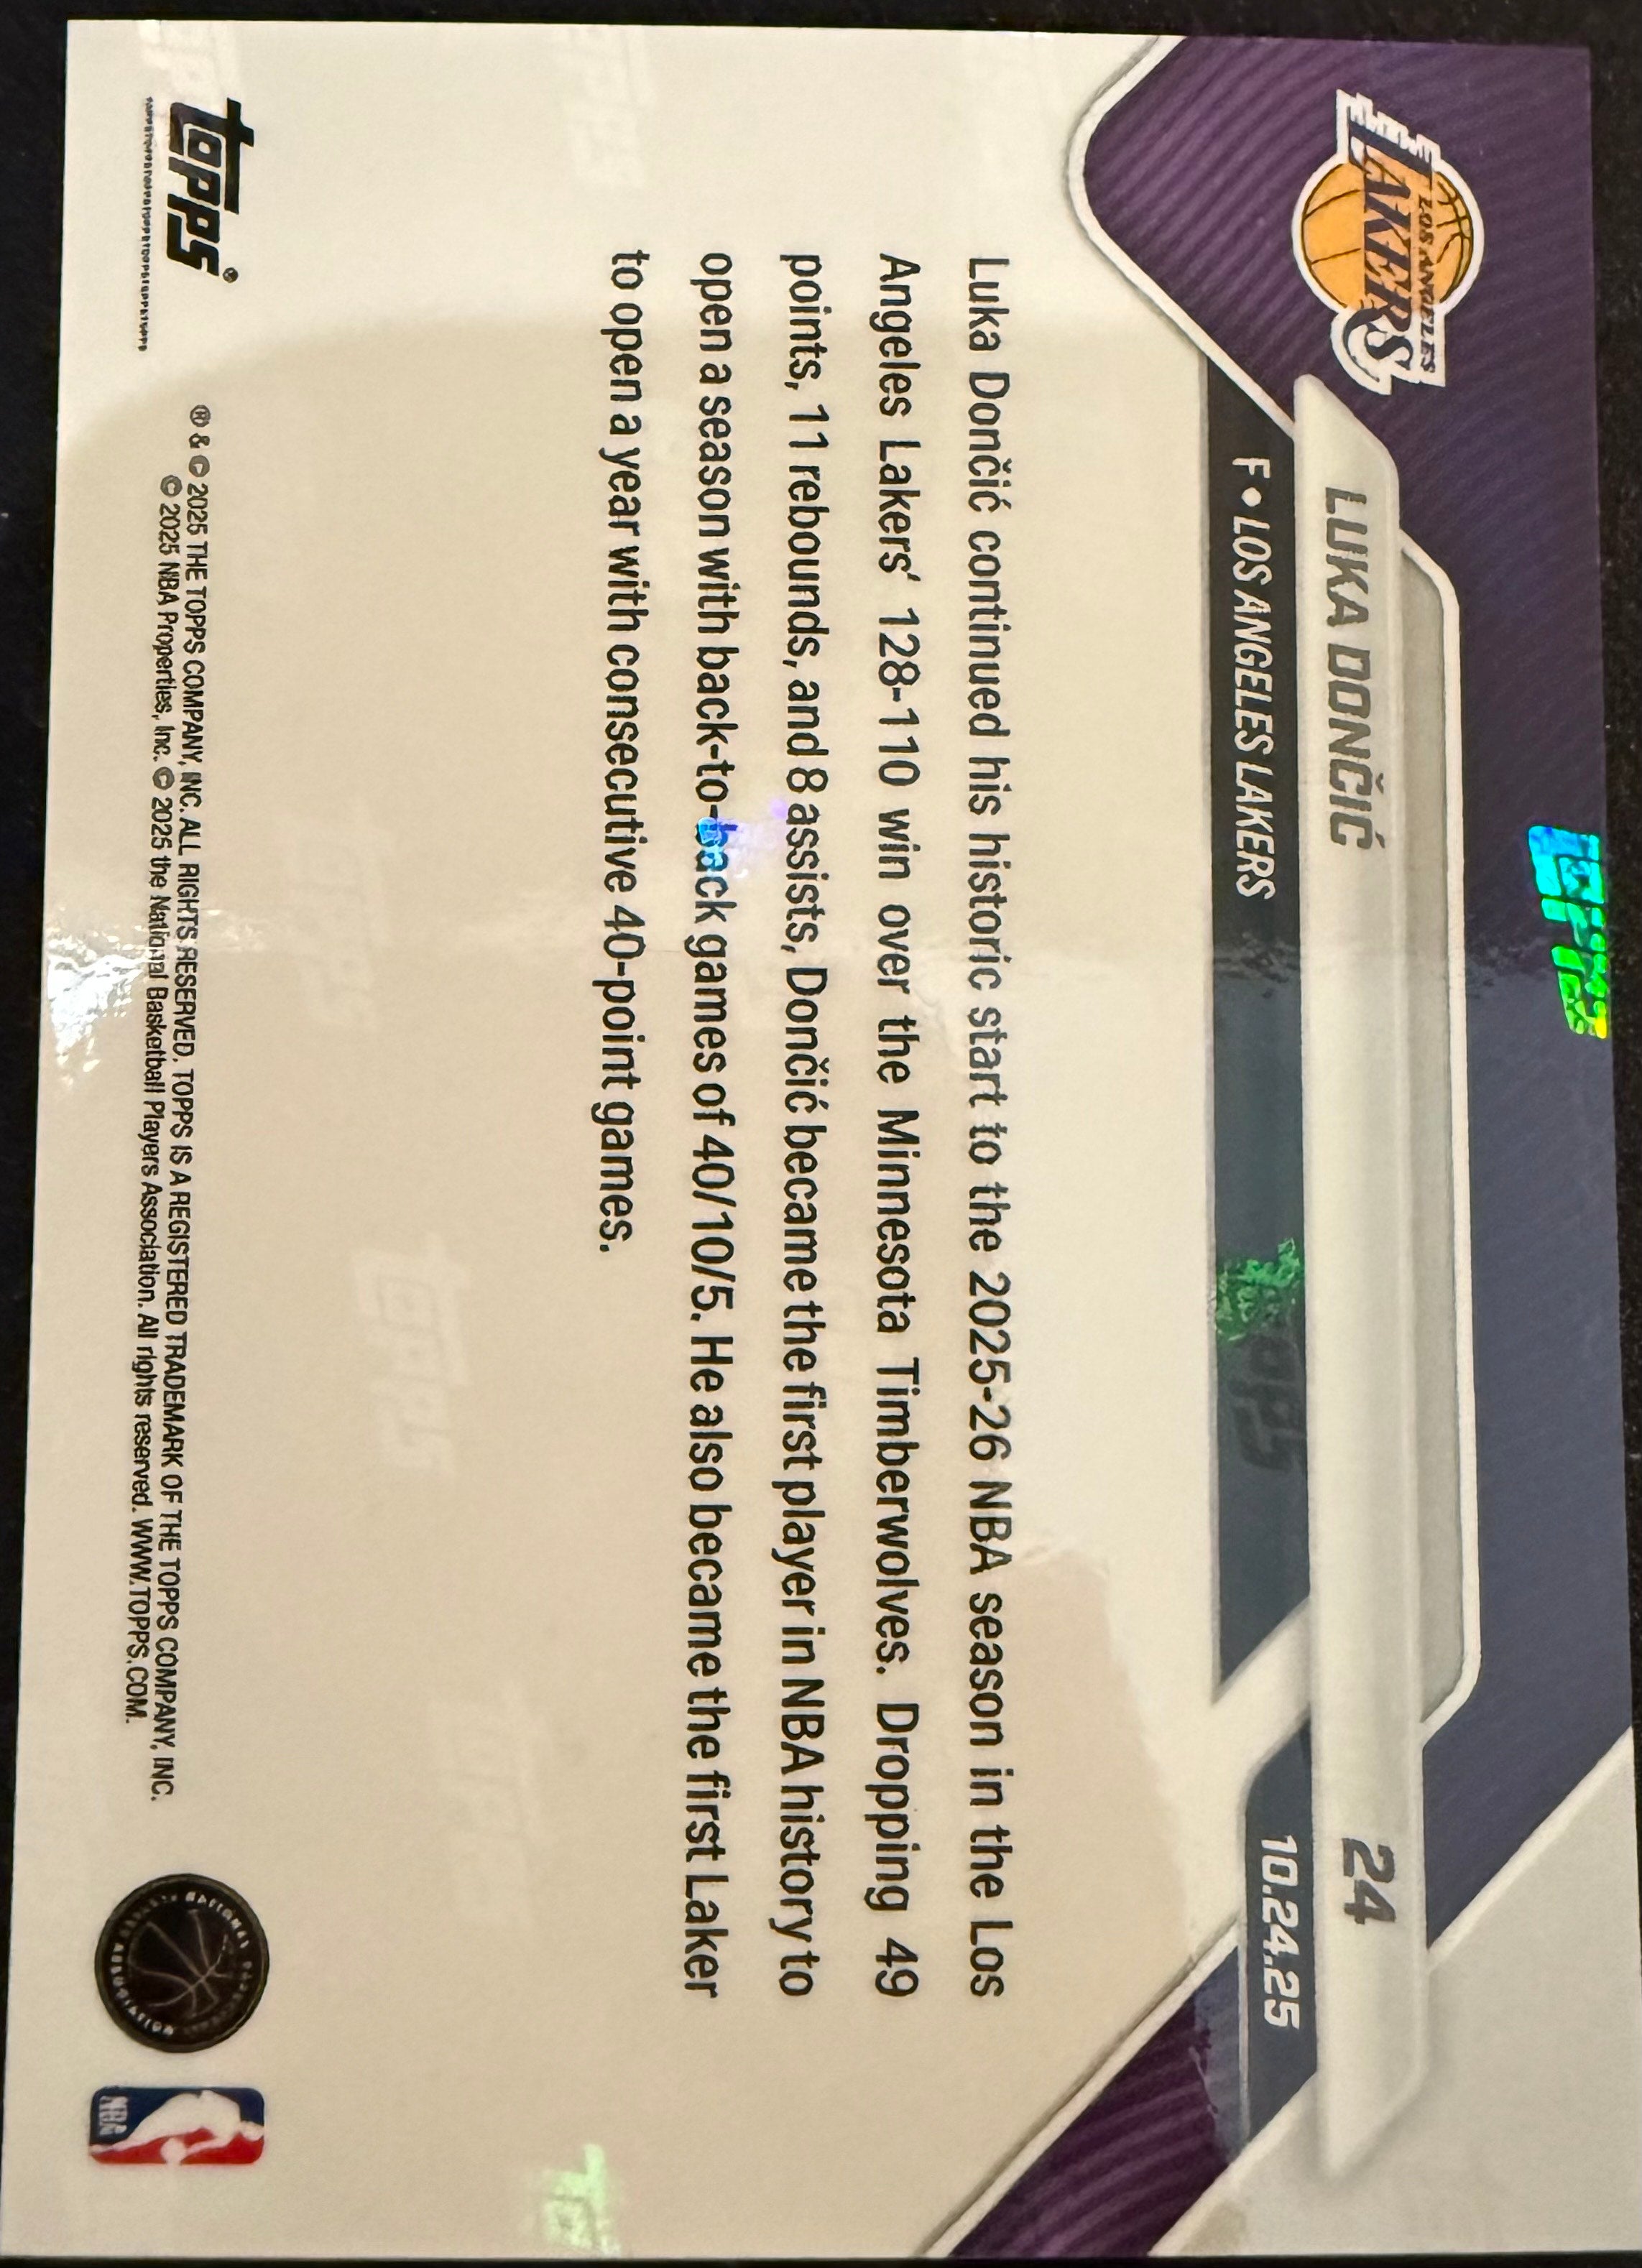 LOS ANGELES
LAKERS
LUKA DONČIĆ 24
F • LOS ANGELES LAKERS 10.24.25
Luka Dončić continued his historic start to the 2025-26 NBA season in the Los
Angeles Lakers’ 128-110 win over the Minnesota Timberwolves. Dropping 49
points, 11 rebounds, and 8 assists, Dončić became the first player in NBA history to
open a season with back-to-back games of 40/10/5. He also became the first Laker
to open a year with consecutive 40-point games.
topps®
® & © 2025 THE TOPPS COMPANY, INC. ALL RIGHTS RESERVED. TOPPS IS A REGISTERED TRADEMARK OF THE TOPPS COMPANY, INC.
© 2025 NBA Properties, Inc. © 2025 the National Basketball Players Association. All rights reserved. WWW.TOPPS.COM.
NBA